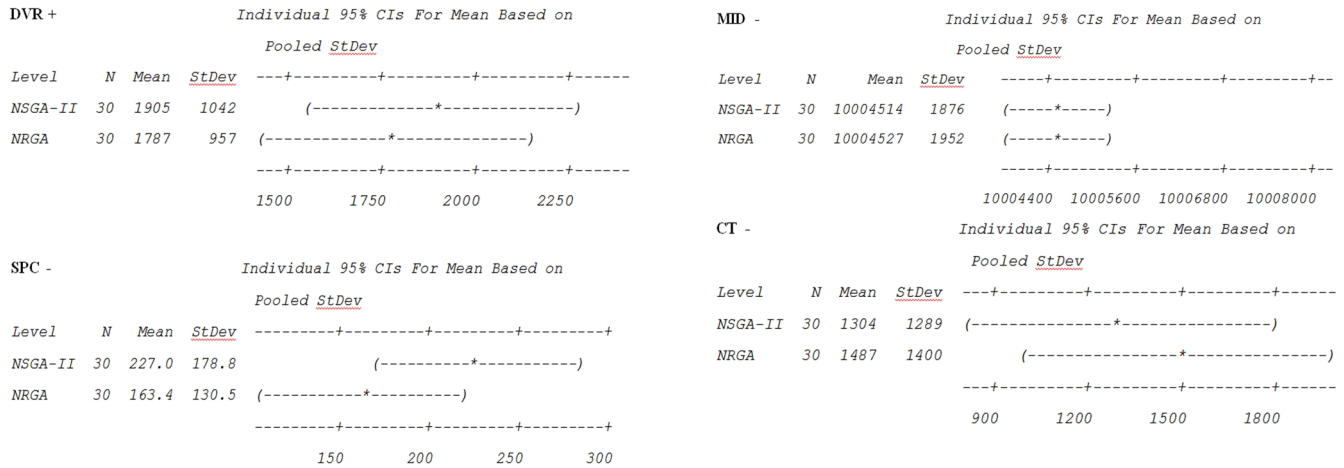 DVR +
Individual 95% CIs For Mean Based on
Pooled StDev
Level N Mean StDev ---+---------+---------+---------+------
NSGA-II 30 1905 1042 (-------------*--------------)
NRGA 30 1787 957 (-------------*--------------)
---+---------+---------+---------+------
1500 1750 2000 2250
SPC -
Individual 95% CIs For Mean Based on
Pooled StDev
Level N Mean StDev ---------+---------+---------+---------+
NSGA-II 30 227.0 178.8 (----------*-----------)
NRGA 30 163.4 130.5 (-----------*----------)
---------+---------+---------+---------+
150 200 250 300
MID -
Individual 95% CIs For Mean Based on
Pooled StDev
Level N Mean StDev -----+---------+---------+---------+--
NSGA-II 30 10004514 1876 (-----*-----)
NRGA 30 10004527 1952 (-----*-----)
-----+---------+---------+---------+--
10004400 10005600 10006800 10008000
CT -
Individual 95% CIs For Mean Based on
Pooled StDev
Level N Mean StDev ---+---------+---------+---------+------
NSGA-II 30 1304 1289 (---------------*----------------)
NRGA 30 1487 1400 (----------------*---------------)
---+---------+---------+---------+------
900 1200 1500 1800